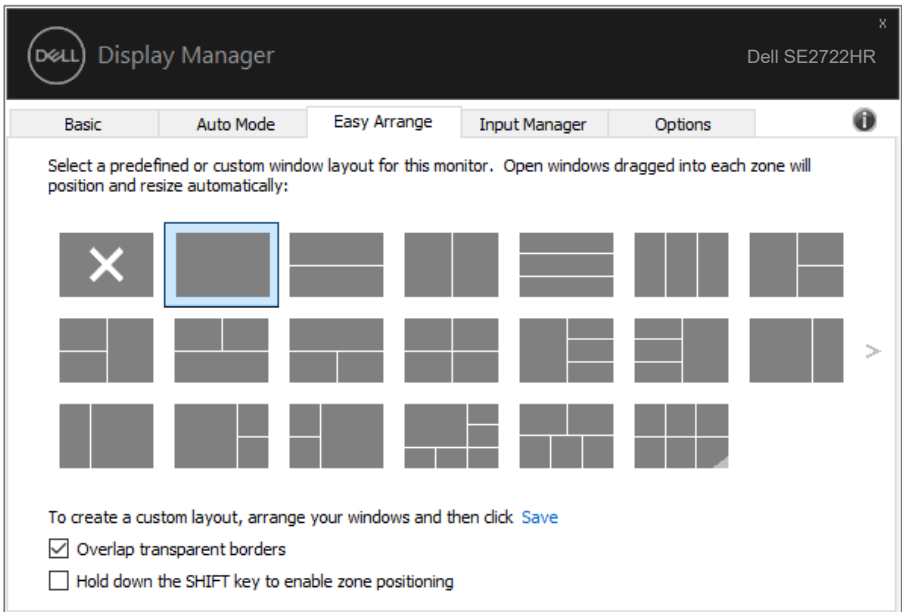 x
DELL Display Manager
Dell SE2722HR
Basic Auto Mode Easy Arrange Input Manager Options
Select a predefined or custom window layout for this monitor. Open windows dragged into each zone will
position and resize automatically:
>
To create a custom layout, arrange your windows and then click Save
Overlap transparent borders
Hold down the SHIFT key to enable zone positioning